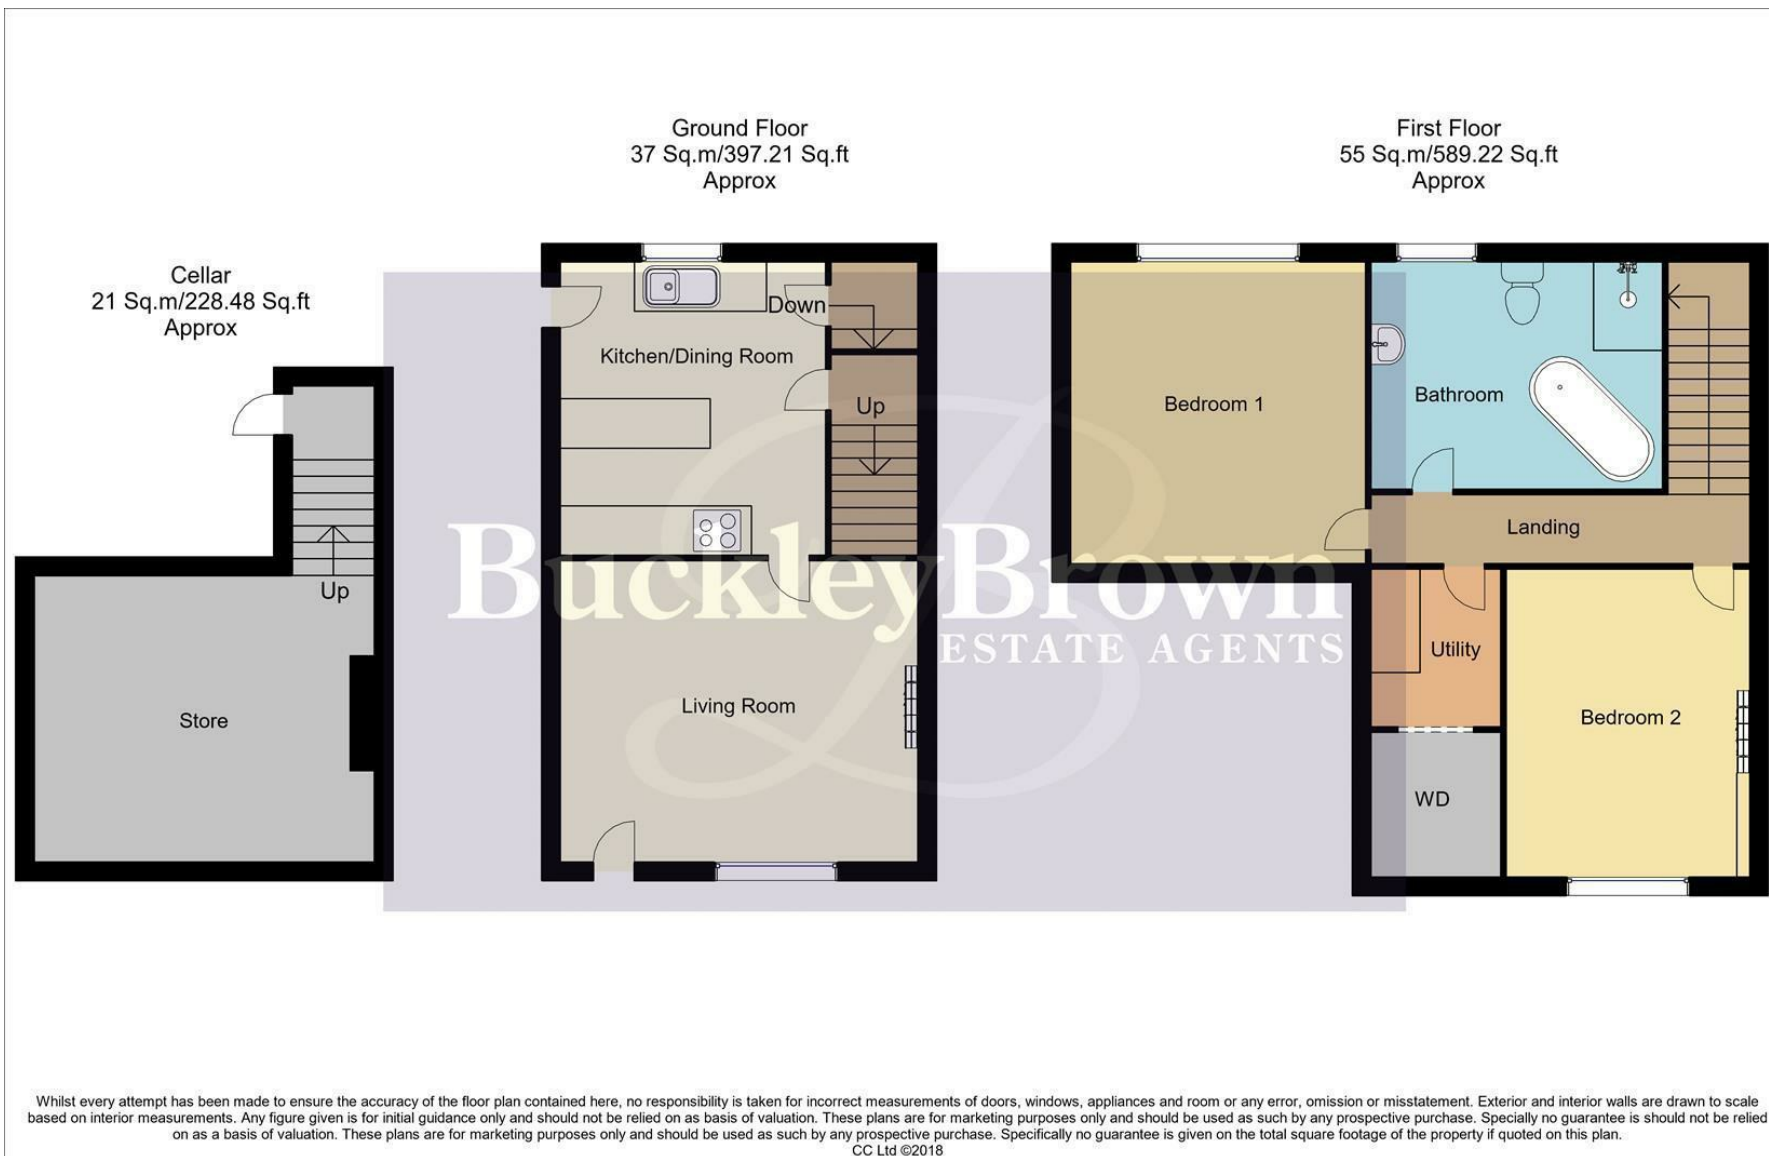 Ground Floor
37 Sq.m/397.21 Sq.ft
Approx
First Floor
55 Sq.m/589.22 Sq.ft
Approx
Cellar
21 Sq.m/228.48 Sq.ft
Approx
Down
Kitchen/Dining Room
Up
Bedroom 1
Bathroom
Landing
BuckleyBrown
ESTATE AGENTS
Up
Store
Living Room
Utility
Bedroom 2
WD
Whilst every attempt has been made to ensure the accuracy of the floor plan contained here, no responsibility is taken for incorrect measurements of doors, windows, appliances and room or any error, omission or misstatement. Exterior and interior walls are drawn to scale
based on interior measurements. Any figure given is for initial guidance only and should not be relied on as basis of valuation. These plans are for marketing purposes only and should be used as such by any prospective purchase. Specially no guarantee is should not be relied
on as a basis of valuation. These plans are for marketing purposes only and should be used as such by any prospective purchase. Specifically no guarantee is given on the total square footage of the property if quoted on this plan.
CC Ltd ©2018